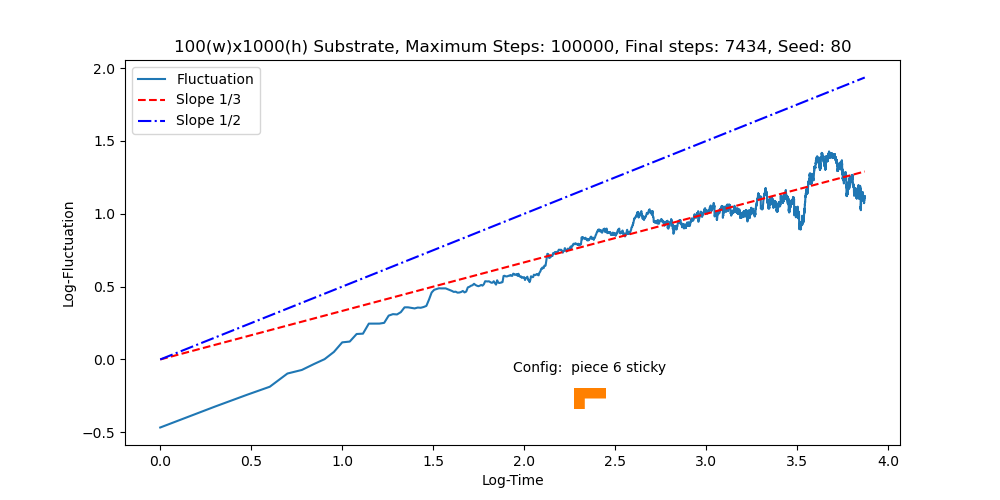 100(w)x1000(h) Substrate, Maximum Steps: 100000, Final steps: 7434, Seed: 80
2.0
1.5
1.0
0.5
0.0
−0.5
Log-Fluctuation
Fluctuation
Slope 1/3
Slope 1/2
Config:  piece 6 sticky
0.0 0.5 1.0 1.5 2.0 2.5 3.0 3.5 4.0
Log-Time